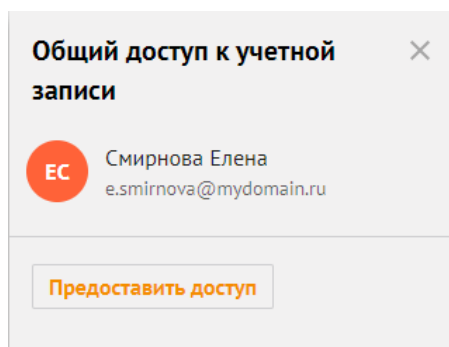 Общий доступ к учетной
записи
ЕС
Смирнова Елена
e.smirnova@mydomain.ru
Предоставить доступ